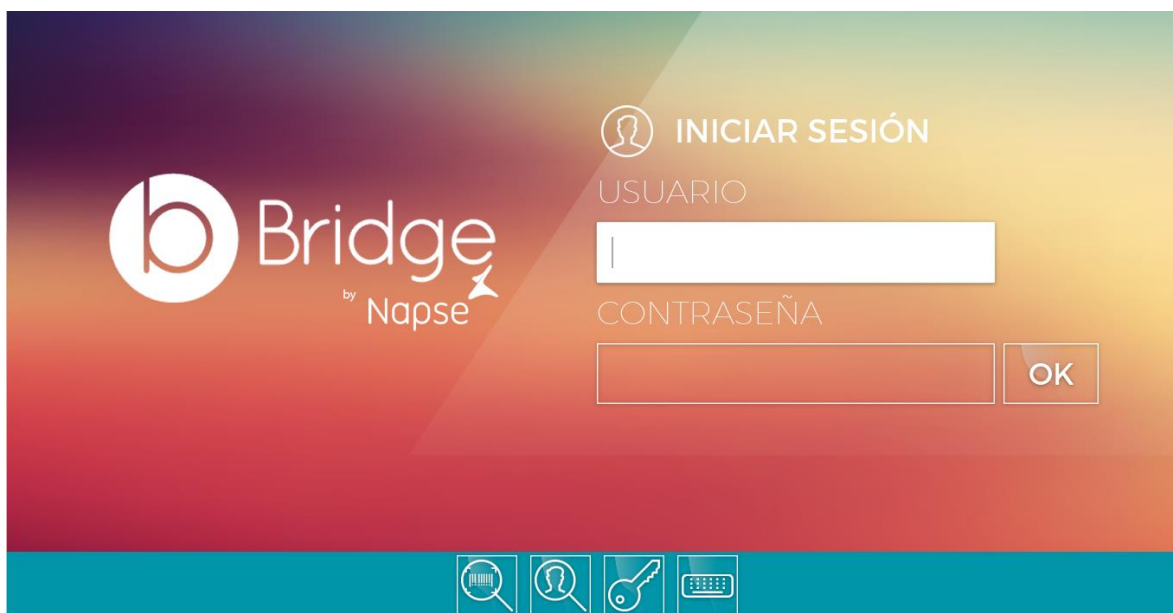 Bridge
by Napse
INICIAR SESIÓN
USUARIO
CONTRASEÑA
OK